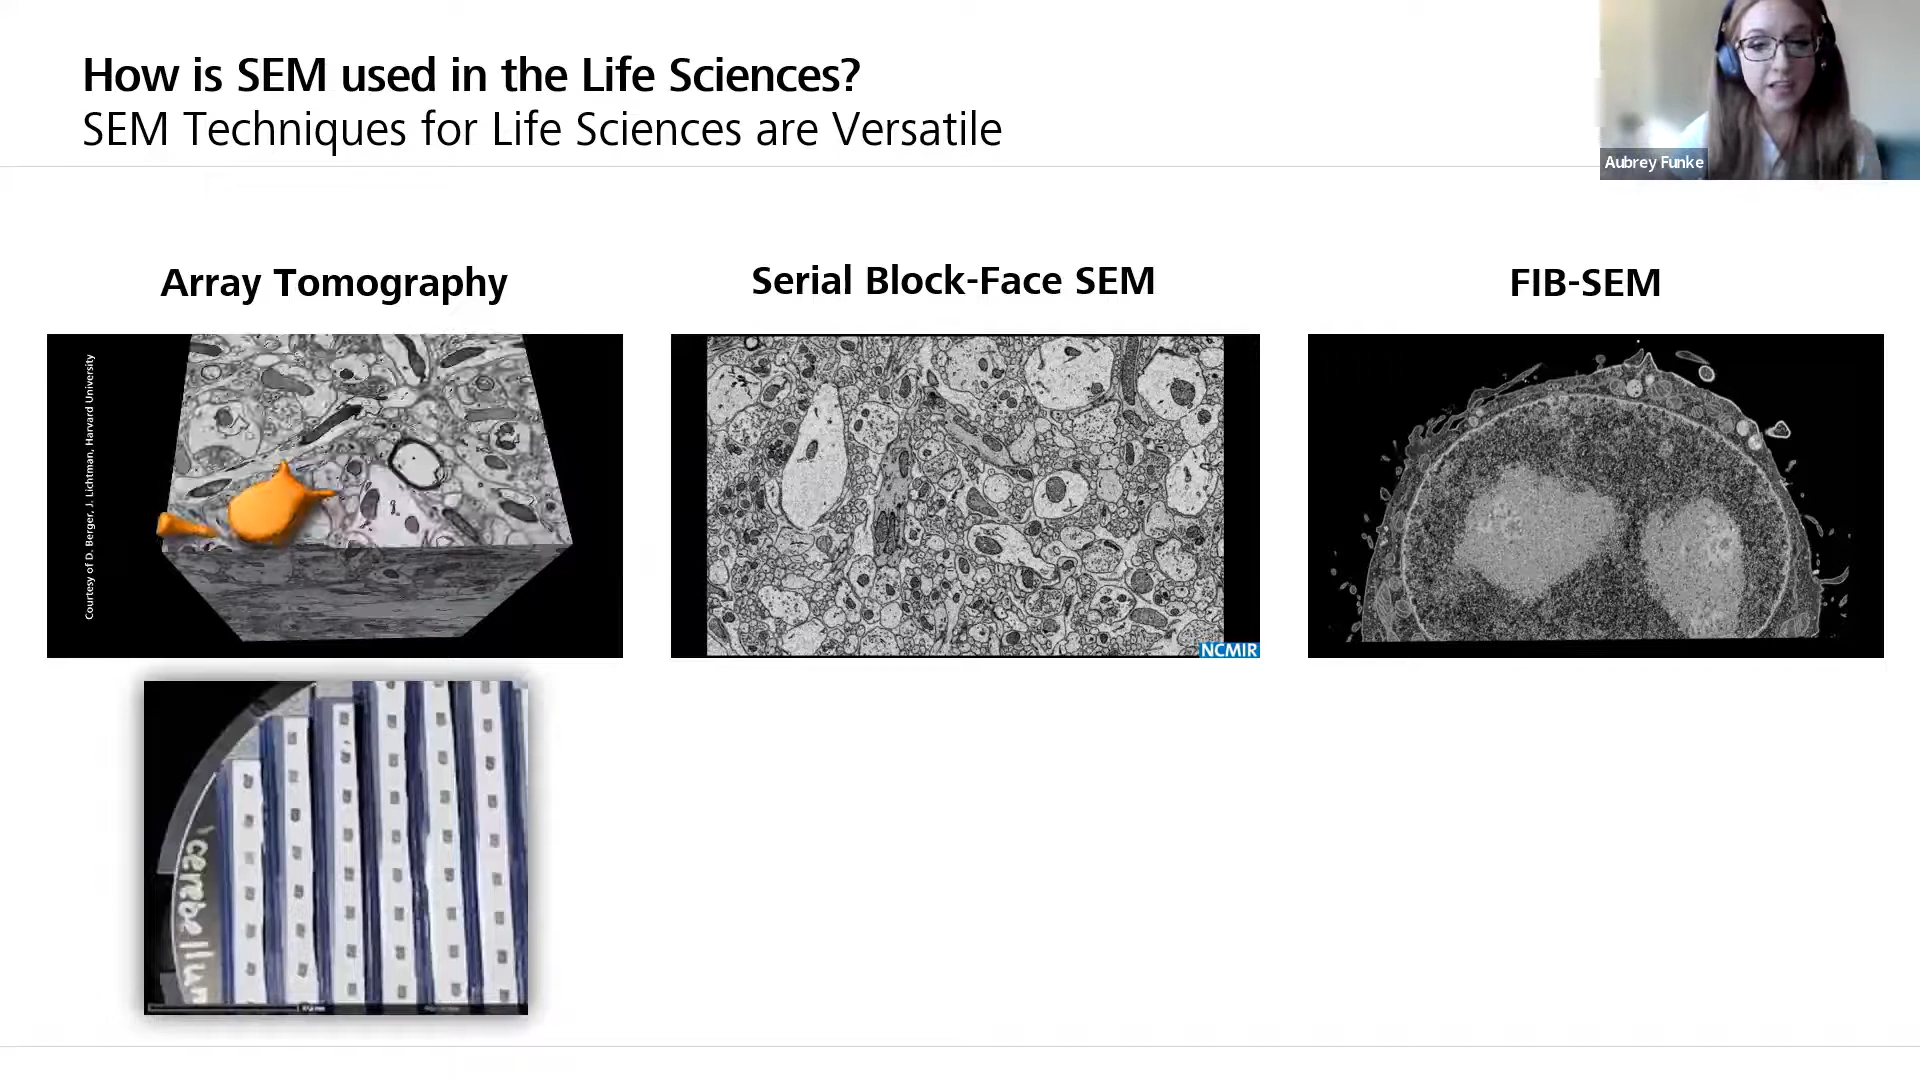 How is SEM used in the Life Sciences?
SEM Techniques for Life Sciences are Versatile
Aubrey Funke
Array Tomography
Serial Block-Face SEM
FIB-SEM
Courtesy of D. Berger, J. Lichtman, Harvard University
NCMIR